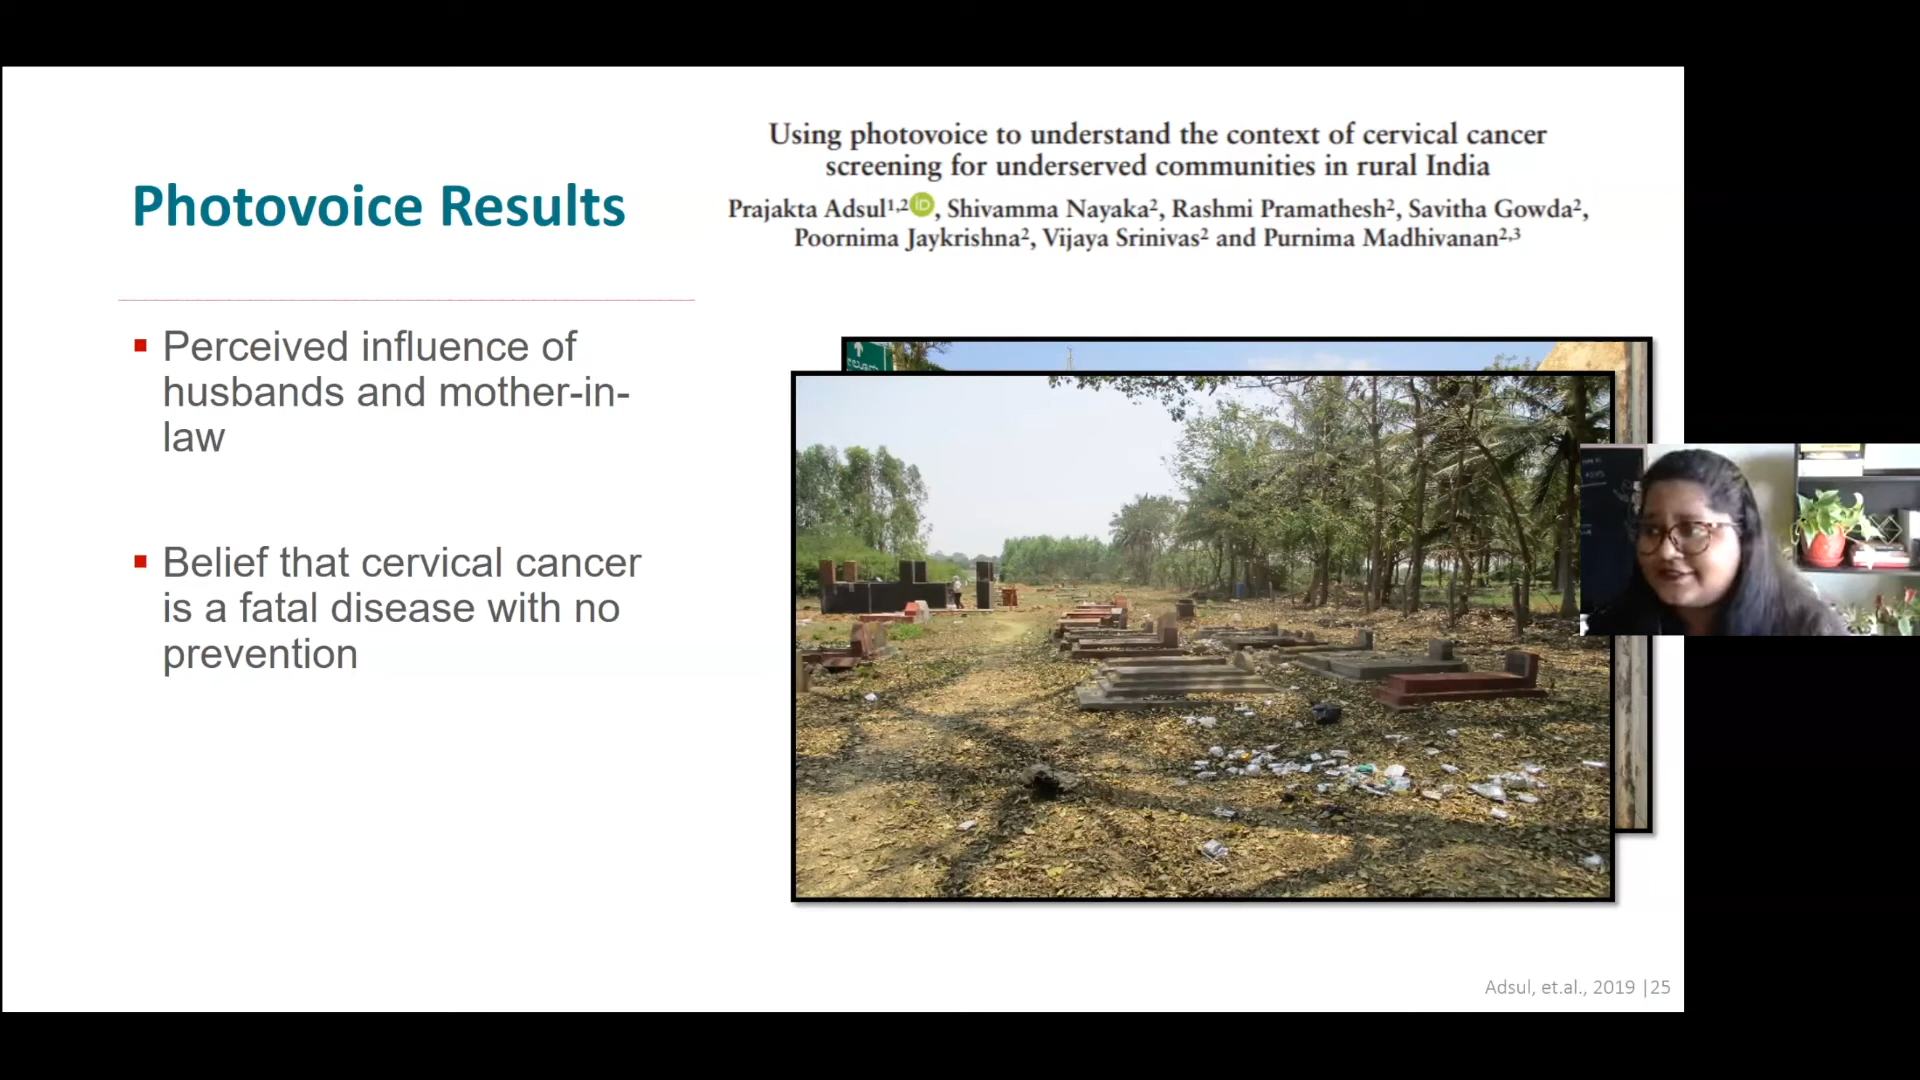 Using photovoice to understand the context of cervical cancer
screening for underserved communities in rural India
Prajakta Adsul1,2 iD, Shivamma Nayaka2, Rashmi Pramathesh2, Savitha Gowda2,
Poornima Jaykrishna2, Vijaya Srinivas2 and Purnima Madhivanan2,3
Photovoice Results
▪ Perceived influence of
husbands and mother-in-
law
▪ Belief that cervical cancer
is a fatal disease with no
prevention
Adsul, et.al., 2019 |25